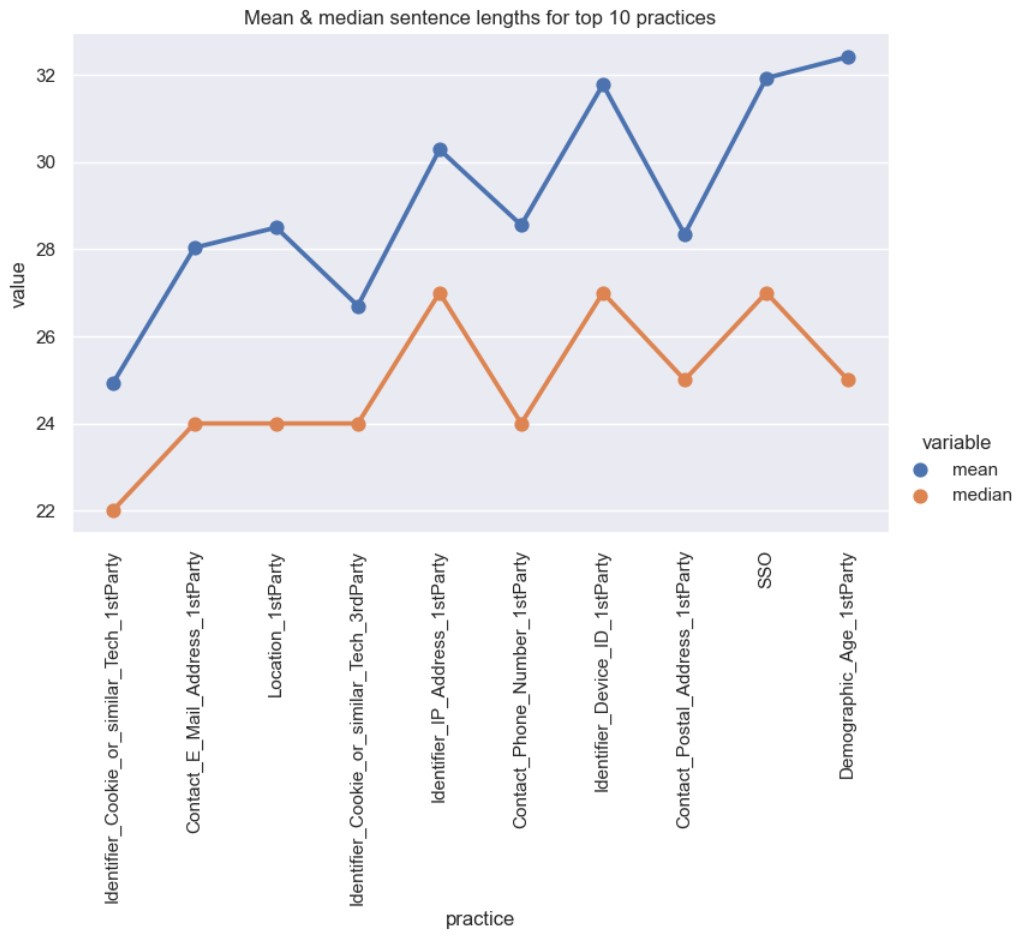 Mean & median sentence lengths for top 10 practices
32
30
28
26
24
22
value
variable
mean
median
Identifier_Cookie_or_similar_Tech_1stParty
Contact_E_Mail_Address_1stParty
Location_1stParty
Identifier_Cookie_or_similar_Tech_3rdParty
Identifier_IP_Address_1stParty
Contact_Phone_Number_1stParty
Identifier_Device_ID_1stParty
Contact_Postal_Address_1stParty
SSO
Demographic_Age_1stParty
practice